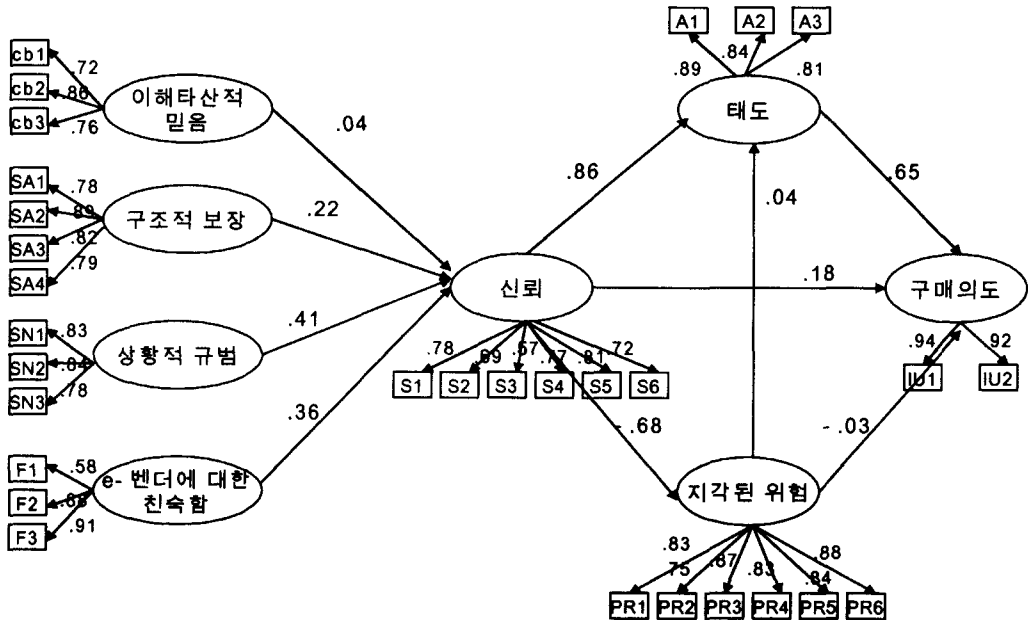 A1 A2 A3
.89 .84 .81
태도
cb1 .72
cb2 .86
cb3 .76
이해타산적
믿음
.04
SA1 .78
SA2 .89
SA3 .82
SA4 .79
구조적 보장
.22
.86
.04
.65
신뢰
.18
구매의도
SN1 .83
SN2
SN3 .78
상황적 규범
.41
.78 .89 .57 .77 .81 .72
S1 S2 S3 S4 S5 S6
.94 .92
IU1 IU2
.36
-.68
-.03
F1 .58
F2
F3 .91
e- 벤더에 대한
친숙함
지각된 위험
.83 .75 .87 .83 .84 .88
PR1 PR2 PR3 PR4 PR5 PR6